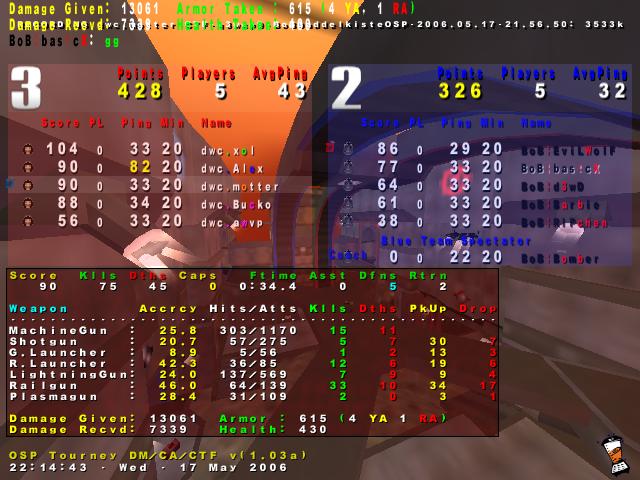 Damage Given: 13061 Armor Taken : 615 (4 YA, 1 RA)
Damage Recvd: 7339
OSP-2006.05.17-21.56.50: 3533k
BoB bas c gg
3 Points Players AvgPing
428 5 43
2 Points Players AvgPing
326 5 32
Score PL Ping Min Name
104 0 33 20 dwc.xol
90 0 82 20 dwc.Alex
90 0 33 20 dwc.motter
88 0 34 20 dwc.Bucko
56 0 33 20
Score PL Ping Min Name
86 0 29 20 BoB!EvilWolf
77 0 33 20 BoB!bas:cX
64 0 33 20 BoB!d3wD
61 0 33 20
38 0 33 20
Blue Team Spectator
Coach 0 22 20 BoB!Bomber
Score Klls Dths Caps Ftime Asst Dfns Rtrn
90 75 45 0 0:34.4 0 5 2
Weapon Accrcy Hits/Atts Klls Dths PkUp Drop
MachineGun : 25.8 303/1170 15 11
Shotgun : 20.7 57/275 5 7 30 7
G.Launcher : 8.9 5/56 1 2 13 3
R.Launcher : 42.3 36/85 12 6 19 6
LightningGun: 24.0 137/569 7 9 9 4
Railgun : 46.0 64/139 33 10 34 17
Plasmagun : 28.4 31/109 2 0 3 1
Damage Given: 13061 Armor : 615 (4 YA 1 RA)
Damage Recvd: 7339 Health: 430
OSP Tourney DM/CA/CTF v(1.03a)
22:14:43 - Wed - 17 May 2006